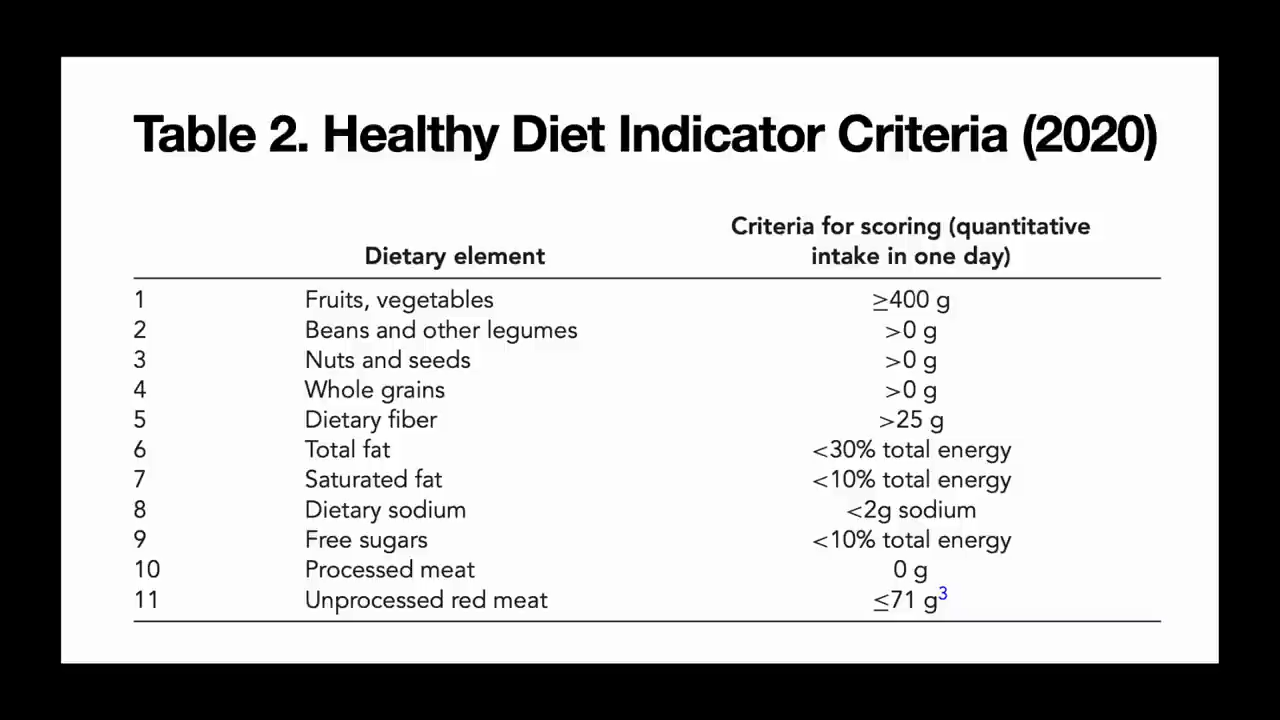 Table 2. Healthy Diet Indicator Criteria (2020)
Dietary element
Criteria for scoring (quantitative
intake in one day)
1 Fruits, vegetables ≥400 g
2 Beans and other legumes >0 g
3 Nuts and seeds >0 g
4 Whole grains >0 g
5 Dietary fiber >25 g
6 Total fat <30% total energy
7 Saturated fat <10% total energy
8 Dietary sodium <2g sodium
9 Free sugars <10% total energy
10 Processed meat 0 g
11 Unprocessed red meat ≤71 g3